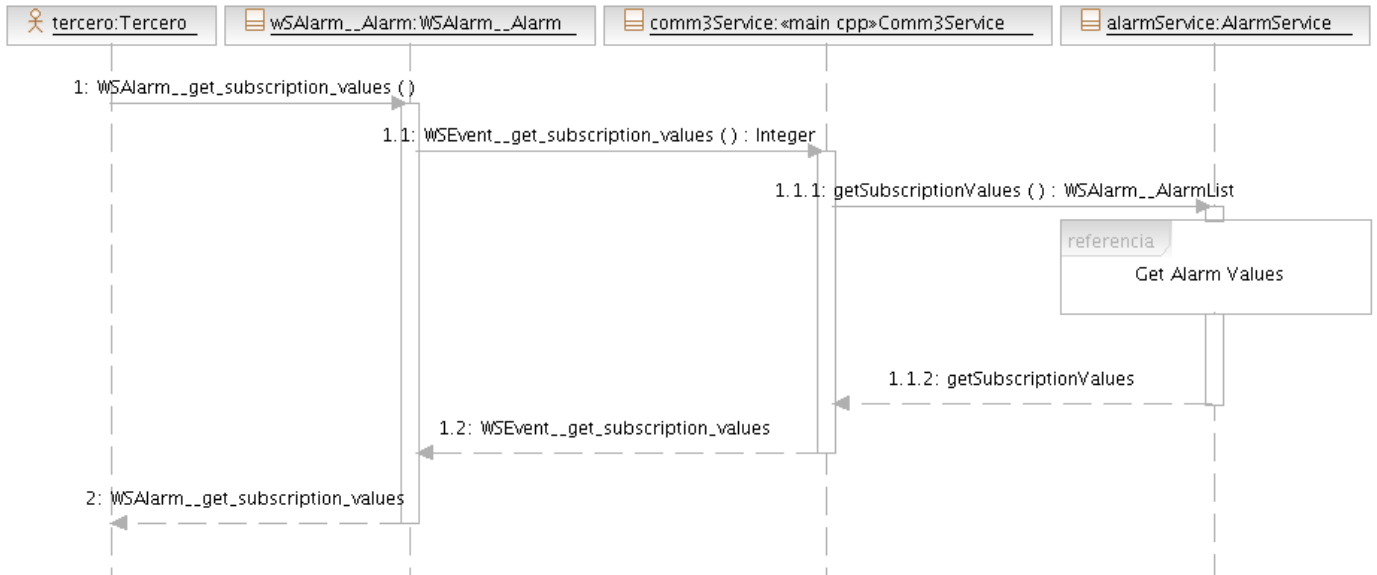 tercero:Tercero
wSAlarm__Alarm:WSAlarm__Alarm
comm3Service:«main cpp»Comm3Service
alarmService:AlarmService
1: WSAlarm__get_subscription_values ()
1.1: WSEvent__get_subscription_values () : Integer
1.1.1: getSubscriptionValues () : WSAlarm__AlarmList
referencia
Get Alarm Values
1.1.2: getSubscriptionValues
1.2: WSEvent__get_subscription_values
2: WSAlarm__get_subscription_values